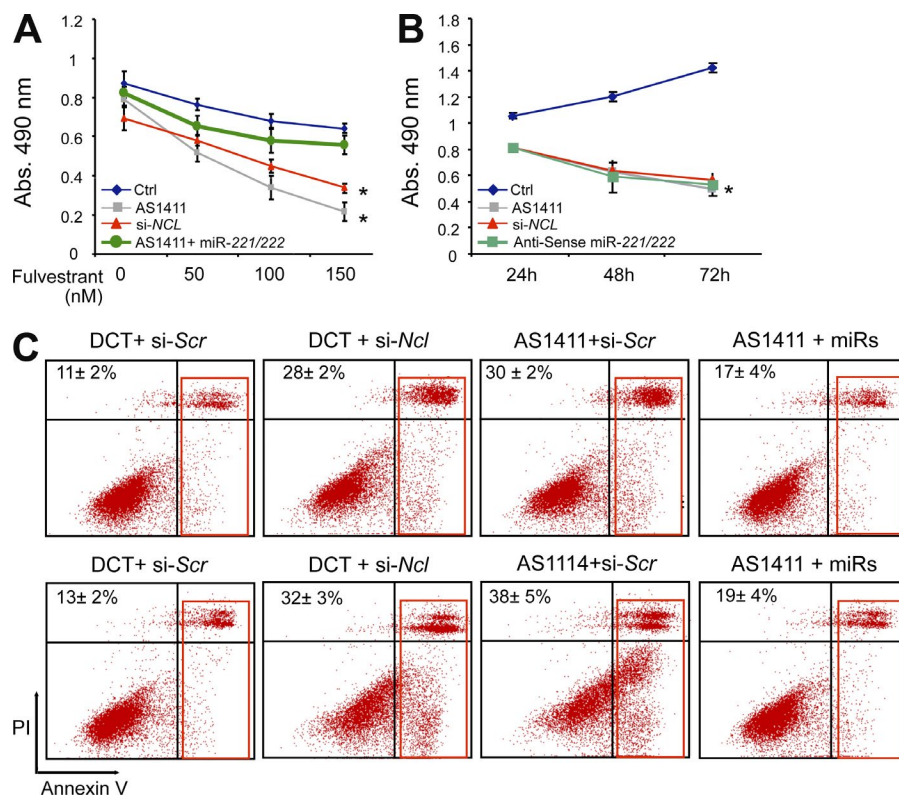 A
Abs. 490 nm
1.2
1
0.8
0.6
0.4
0.2
0
Ctrl
AS1411
si-NCL
AS1411+ miR-221/222
*
*
Fulvestrant (nM)
0 50 100 150
B
Abs. 490 nm
1.8
1.6
1.4
1.2
1
0.8
0.6
0.4
0.2
0
Ctrl
AS1411
si-NCL
Anti-Sense miR-221/222
*
24h 48h 72h
C
DCT+ si-Scr
11± 2%
DCT + si-Ncl
28± 2%
AS1411+si-Scr
30 ± 2%
AS1411 + miRs
17± 4%
DCT+ si-Scr
13± 2%
DCT + si-Ncl
32± 3%
AS1114+si-Scr
38± 5%
AS1411 + miRs
19± 4%
PI
Annexin V